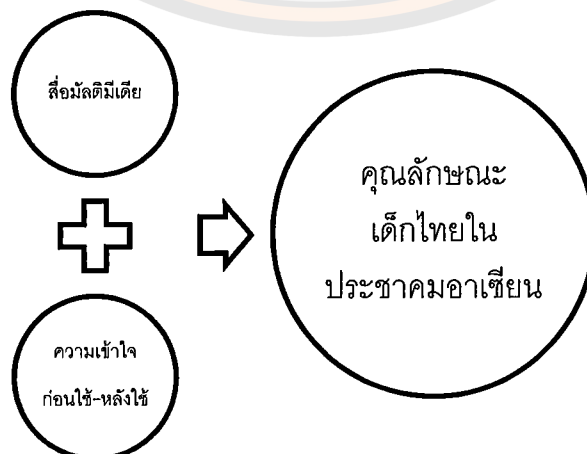 สื่อมัลติมีเดีย
ความเข้าใจ
ก่อนใช้-หลังใช้
คุณลักษณะ
เด็กไทยใน
ประชาคมอาเซียน